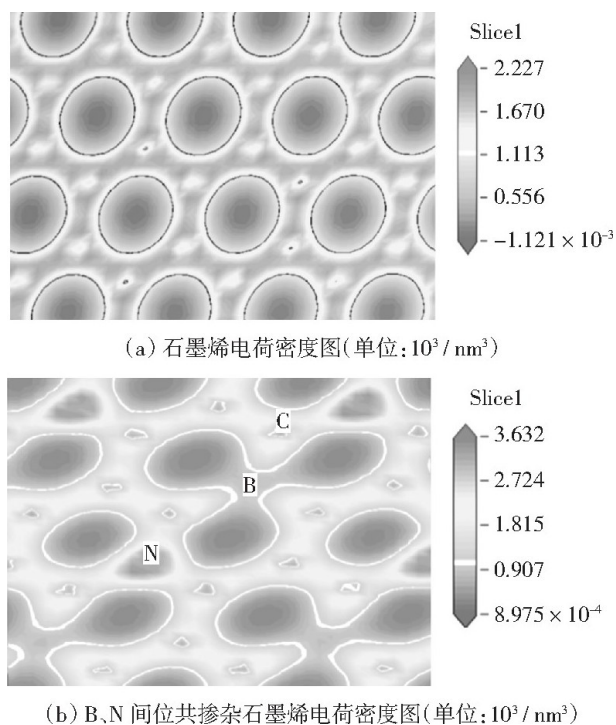 Slice1
2.227
1.670
1.113
0.556
-1.121 × 10⁻³
(a) 石墨烯电荷密度图(单位:10³/nm³)
Slice1
C
B
N
3.632
2.724
1.815
0.907
8.975 × 10⁻⁴
(b) B、N 间位共掺杂石墨烯电荷密度图(单位:10³/nm³)